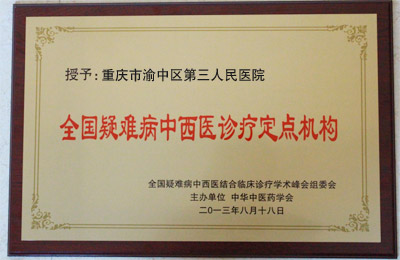 授予：重庆市渝中区第三人民医院
全国疑难病中西医诊疗定点机构
全国疑难病中西医结合临床诊疗学术峰会组委会
主办单位 中华中医药学会
二〇一三年八月十八日